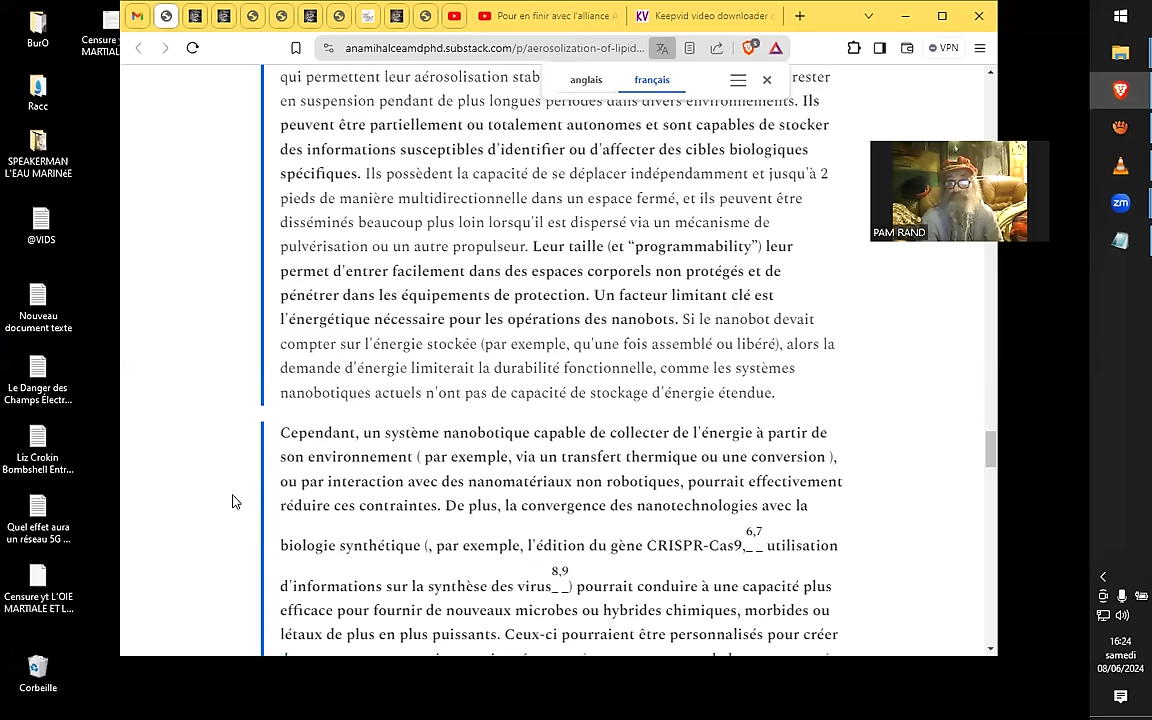 BurO
Censure y...
MARTIAL...
Racc
SPEAKERMAN
L'EAU MARINéE
@VIDS
Nouveau
document texte
Le Danger des
Champs Électr...
Liz Crokin
Bombshell Entr...
Quel effet aura
un réseau 5G ...
Censure yt L'OIE
MARTIALE ET L...
Corbeille
Pour en finir avec l'alliance A
KV Keepvid video downloader c
anamihalceamdphd.substack.com/p/aerosolization-of-lipid...
5
VPN
anglais français
qui permettent leur aérosolisation stab rester
en suspension pendant de plus longues périodes dans divers environnements. Ils
peuvent être partiellement ou totalement autonomes et sont capables de stocker
des informations susceptibles d'identifier ou d'affecter des cibles biologiques
spécifiques. Ils possèdent la capacité de se déplacer indépendamment et jusqu'à 2
pieds de manière multidirectionnelle dans un espace fermé, et ils peuvent être
disséminés beaucoup plus loin lorsqu'il est dispersé via un mécanisme de
pulvérisation ou un autre propulseur. Leur taille (et “programmability”) leur
permet d'entrer facilement dans des espaces corporels non protégés et de
pénétrer dans les équipements de protection. Un facteur limitant clé est
l'énergétique nécessaire pour les opérations des nanobots. Si le nanobot devait
compter sur l'énergie stockée (par exemple, qu'une fois assemblé ou libéré), alors la
demande d'énergie limiterait la durabilité fonctionnelle, comme les systèmes
nanobotiques actuels n'ont pas de capacité de stockage d'énergie étendue.
Cependant, un système nanobotique capable de collecter de l'énergie à partir de
son environnement ( par exemple, via un transfert thermique ou une conversion ),
ou par interaction avec des nanomatériaux non robotiques, pourrait effectivement
réduire ces contraintes. De plus, la convergence des nanotechnologies avec la
biologie synthétique (, par exemple, l'édition du gène CRISPR-Cas9,6,7_ _ utilisation
d'informations sur la synthèse des virus8,9_ _) pourrait conduire à une capacité plus
efficace pour fournir de nouveaux microbes ou hybrides chimiques, morbides ou
létaux de plus en plus puissants. Ceux-ci pourraient être personnalisés pour créer
PAM RAND
zm
16:24
samedi
08/06/2024